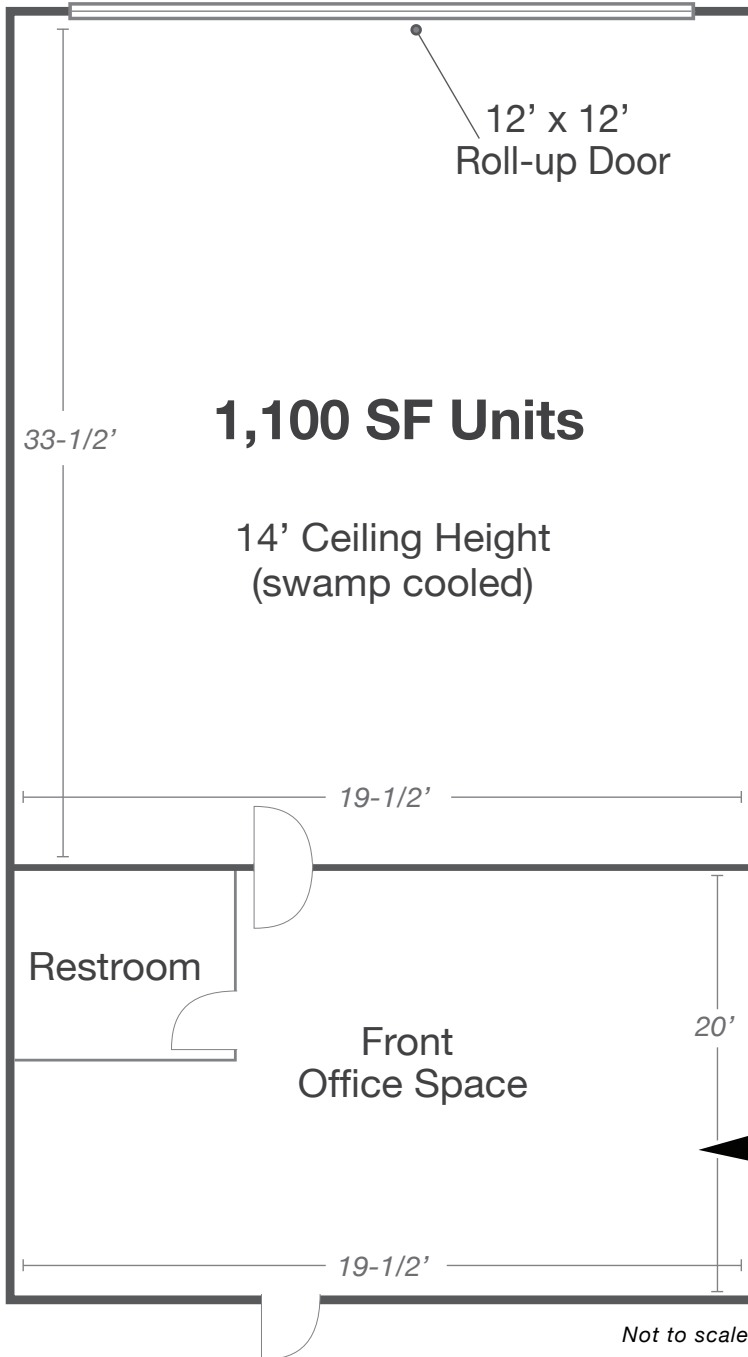 12’ x 12’
Roll-up Door
1,100 SF Units
33-1/2’
14’ Ceiling Height
(swamp cooled)
19-1/2’
Restroom
Front
Office Space
20’
19-1/2’
Not to scale